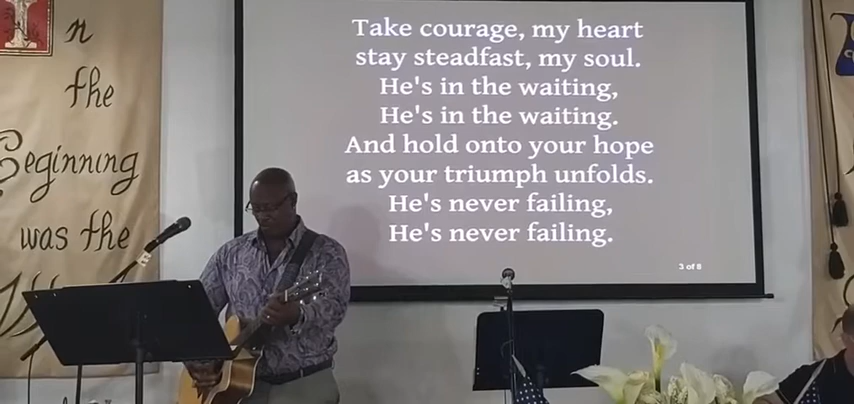 Take courage, my heart
stay steadfast, my soul.
He's in the waiting,
He's in the waiting.
And hold onto your hope
as your triumph unfolds.
He's never failing,
He's never failing.
3 of 8
In
the
Beginning
was the